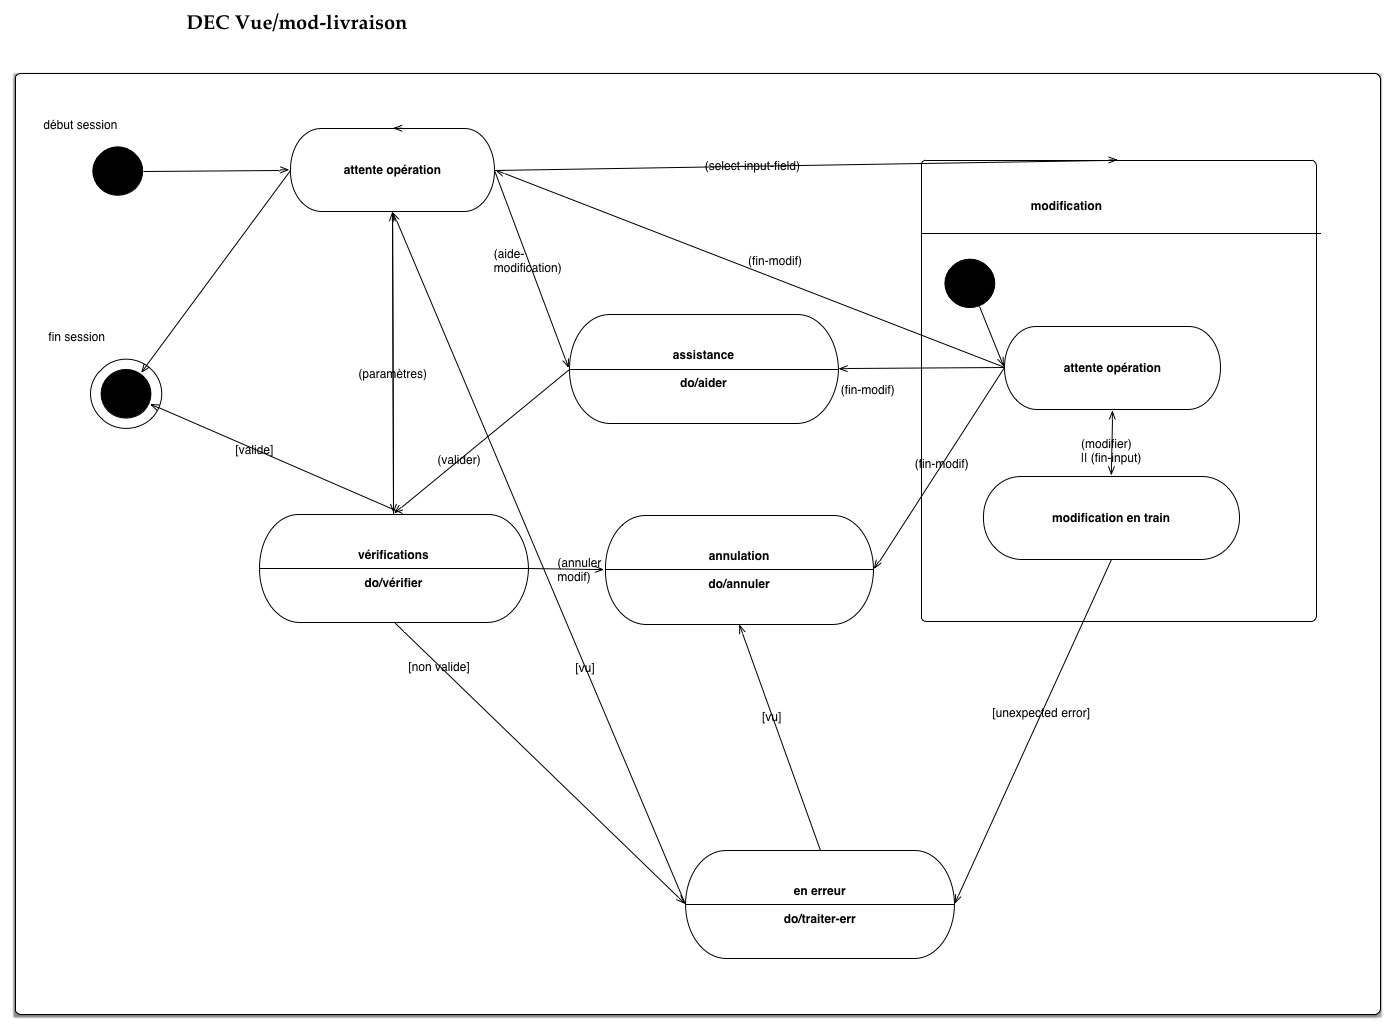 DEC Vue/mod-livraison
début session
attente opération
(select input-field)
modification
(aide-
modification)
(fin-modif)
fin session
assistance
do/aider
attente opération
(paramètres)
(fin-modif)
[valide]
(valider)
(fin-modif)
(modifier)
II (fin-input)
modification en train
vérifications
do/vérifier
(annuler
modif)
annulation
do/annuler
[non valide]
[vu]
[vu]
[unexpected error]
en erreur
do/traiter-err